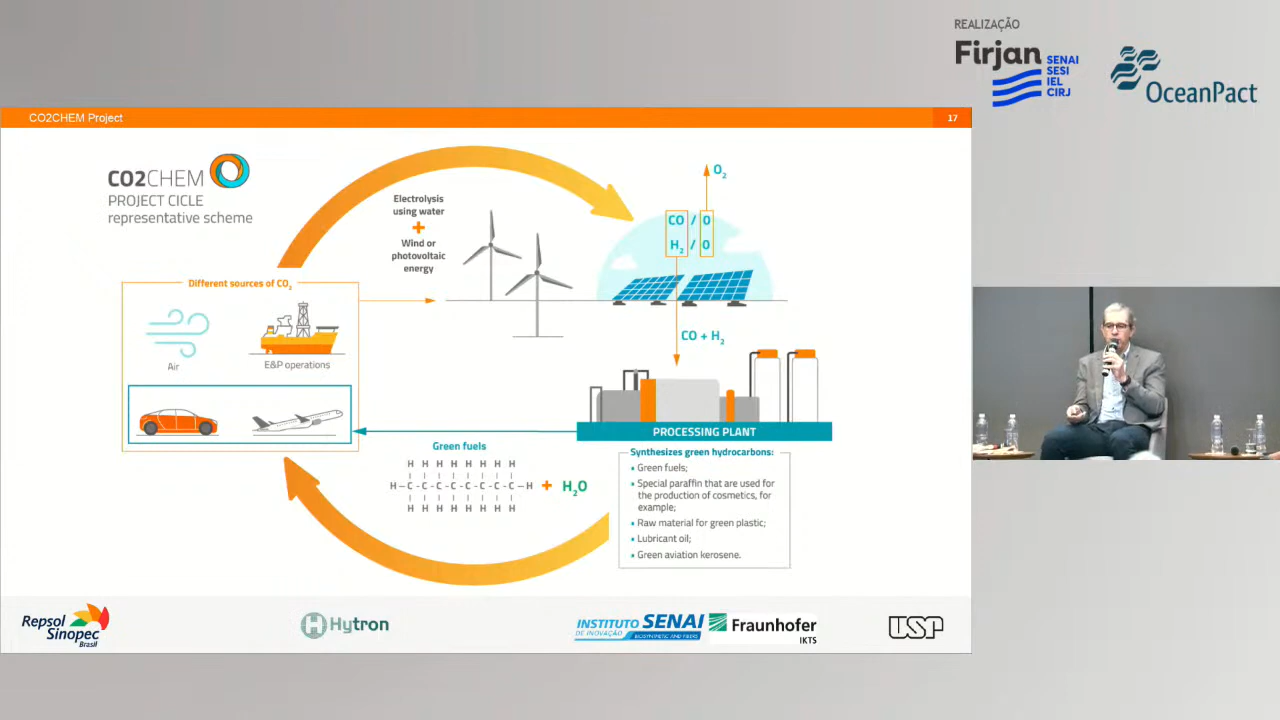 REALIZAÇÃO
Firjan
SENAI
SESI
IEL
CIRJ
OceanPact
CO2CHEM Project
17
CO2CHEM
PROJECT CICLE
representative scheme
Electrolysis
using water
+
Wind or
photovoltaic
energy
O₂
CO / O
H₂ / O
Different sources of CO₂
Air
E&P operations
CO + H₂
PROCESSING PLANT
Green fuels
H H H H H H H
H-C-C-C-C-C-C-C-H + H₂O
H H H H H H H
Synthesizes green hydrocarbons:
• Green fuels;
• Special paraffin that are used for
the production of cosmetics, for
example;
• Raw material for green plastic;
• Lubricant oil;
• Green aviation kerosene.
Repsol
Sinopec
Brasil
Hytron
INSTITUTO SENAI
DE INOVAÇÃO
BIOSYNTHETIC AND FIBERS
Fraunhofer
IKTS
USP